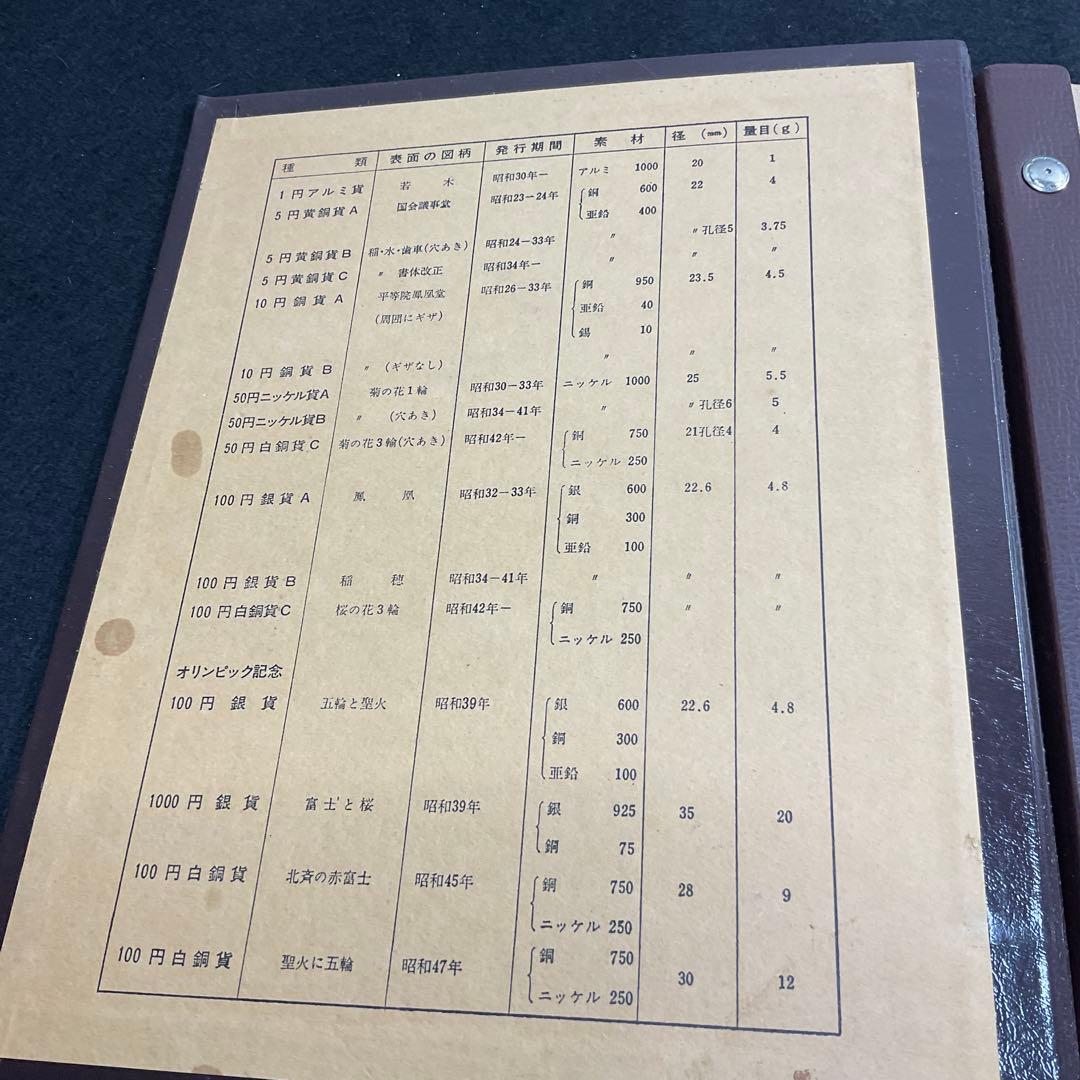 種 類 表面の図柄 発行期間 素 材 径 (mm) 量目(g)
1円アルミ貨 若 木 昭和30年― アルミ 1000 20 1
5円黄銅貨A 国会議事堂 昭和23―24年 銅 600 22 4
亜鉛 400
5円黄銅貨B 稲・水・歯車(穴あき) 昭和24―33年 〃 〃孔径5 3.75
5円黄銅貨C 〃 書体改正 昭和34年― 〃 〃 〃
10円銅貨A 平等院鳳凰堂 昭和26―33年 銅 950 23.5 4.5
(周囲にギザ) 亜鉛 40
錫 10
10円銅貨B 〃 (ギザなし) 〃 〃 〃
50円ニッケル貨A 菊の花1輪 昭和30―33年 ニッケル 1000 25 5.5
50円ニッケル貨B 〃 (穴あき) 昭和34―41年 〃 〃孔径6 5
50円白銅貨C 菊の花3輪(穴あき) 昭和42年― 銅 750 21孔径4 4
ニッケル 250
100円銀貨A 鳳 凰 昭和32―33年 銀 600 22.6 4.8
銅 300
亜鉛 100
100円銀貨B 稲 穂 昭和34―41年 〃 〃 〃
100円白銅貨C 桜の花3輪 昭和42年― 銅 750 〃 〃
ニッケル 250
オリンピック記念
100円銀貨 五輪と聖火 昭和39年 銀 600 22.6 4.8
銅 300
亜鉛 100
1000円銀貨 富士と桜 昭和39年 銀 925 35 20
銅 75
100円白銅貨 北斉の赤富士 昭和45年 銅 750 28 9
ニッケル 250
100円白銅貨 聖火に五輪 昭和47年 銅 750 30 12
ニッケル 250